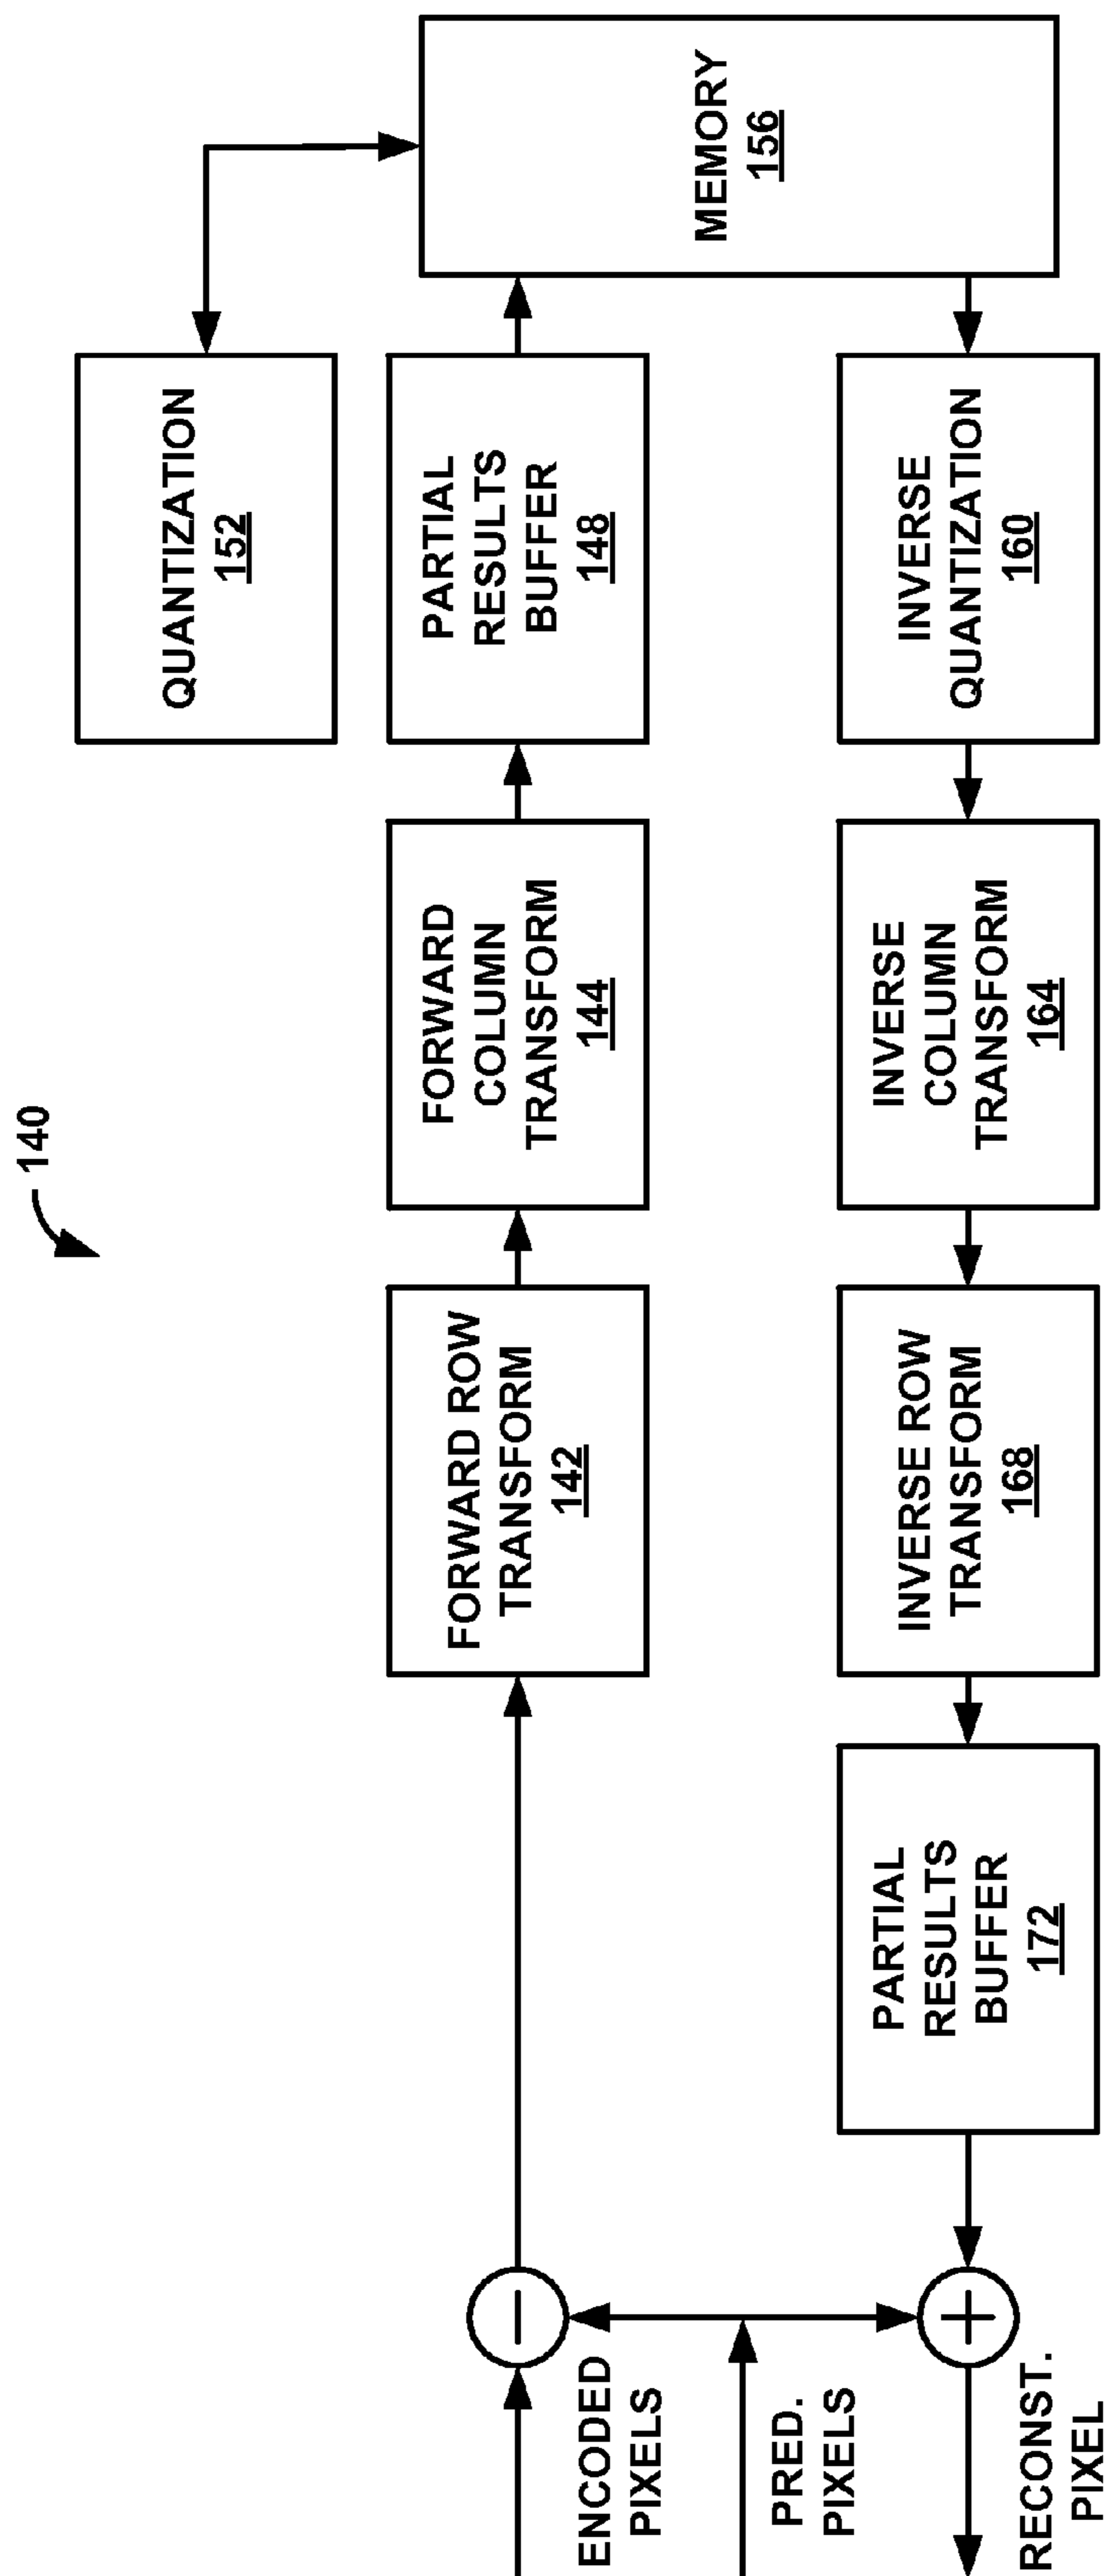 140
QUANTIZATION
152
ENCODED
PIXELS
FORWARD ROW
TRANSFORM
142
FORWARD
COLUMN
TRANSFORM
144
PARTIAL
RESULTS
BUFFER
148
MEMORY
156
PRED.
PIXELS
RECONST.
PIXEL
PARTIAL
RESULTS
BUFFER
172
INVERSE ROW
TRANSFORM
168
INVERSE
COLUMN
TRANSFORM
164
INVERSE
QUANTIZATION
160